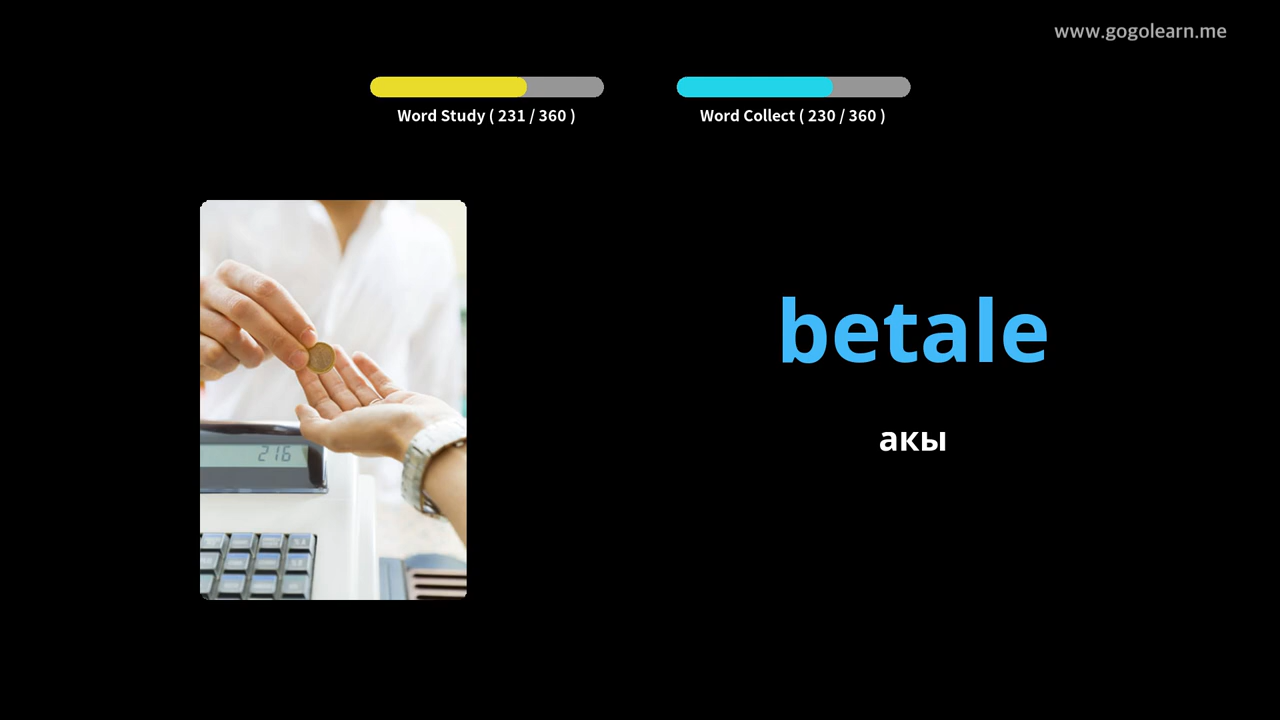 www.gogolearn.me
Word Study ( 231 / 360 )
Word Collect ( 230 / 360 )
216
betale
акы